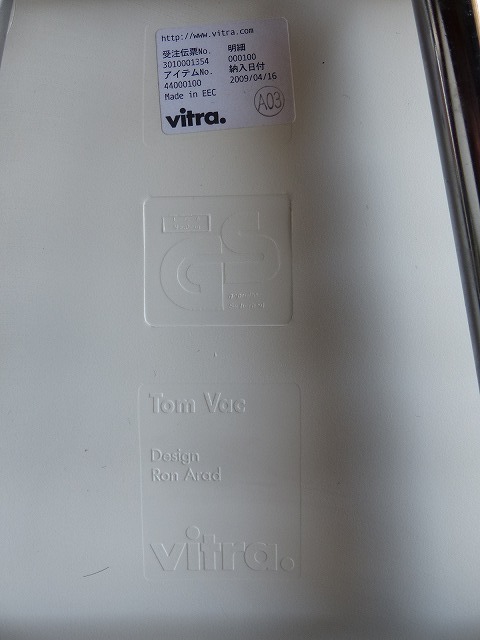 http://www.vitra.com
受注伝票No. 明細
3010001354 000100
アイテムNo. 納入日付
44000100 2009/04/16
Made in EEC
A03
vitra.
GS
Tom Vac
Design
Ron Arad
vitra.